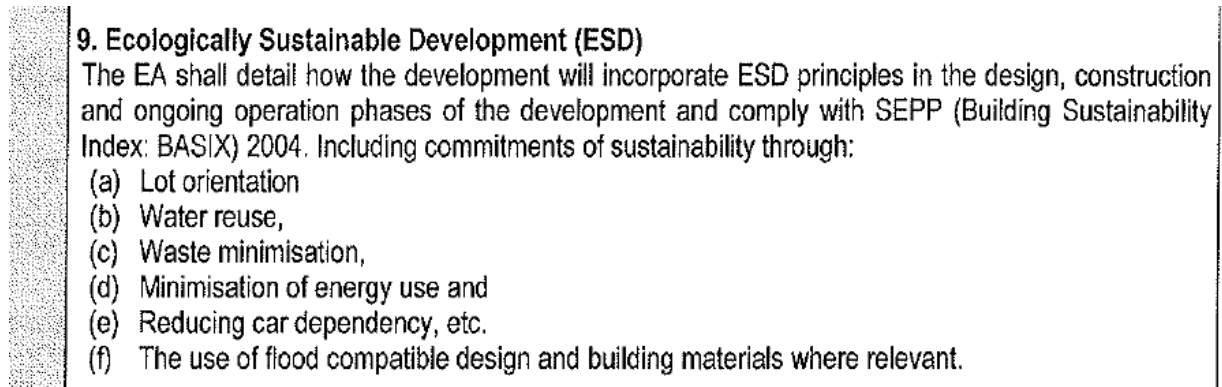 9. Ecologically Sustainable Development (ESD)
The EA shall detail how the development will incorporate ESD principles in the design, construction
and ongoing operation phases of the development and comply with SEPP (Building Sustainability
Index: BASIX) 2004. Including commitments of sustainability through:
(a) Lot orientation
(b) Water reuse,
(c) Waste minimisation,
(d) Minimisation of energy use and
(e) Reducing car dependency, etc.
(f) The use of flood compatible design and building materials where relevant.